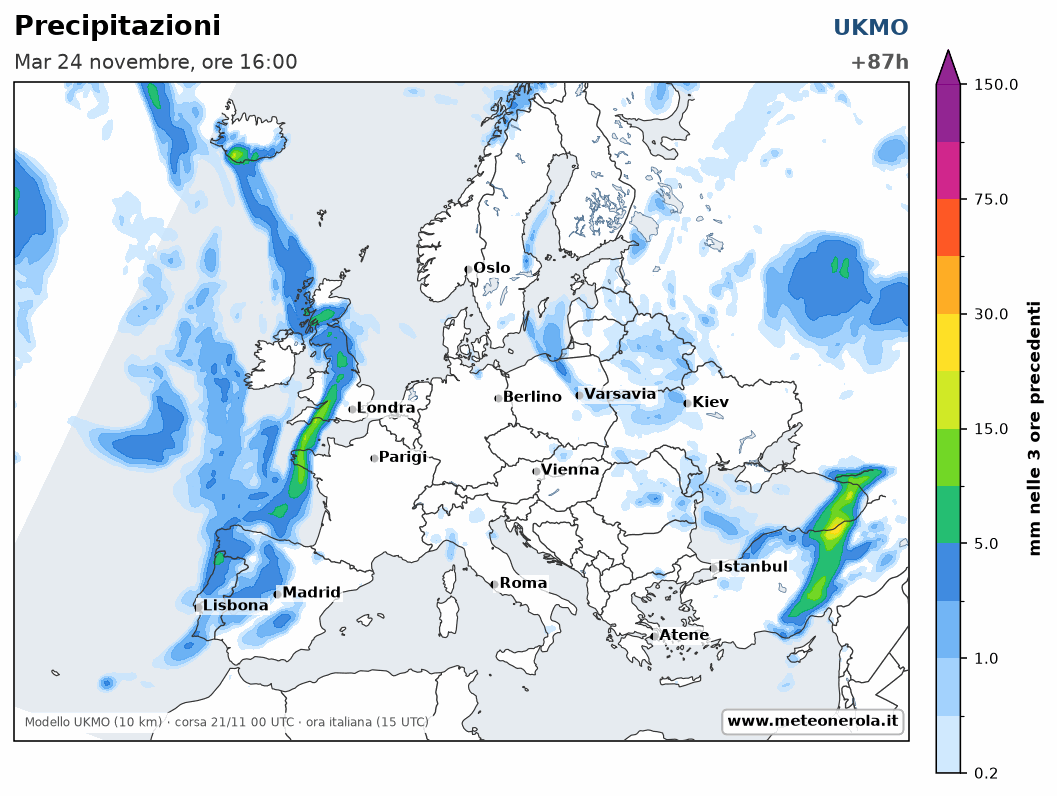 Precipitazioni
UKMO
Mar 24 novembre, ore 16:00
+87h
150.0
75.0
30.0
15.0
5.0
1.0
0.2
mm nelle 3 ore precedenti
Oslo
Berlino
Varsavia
Kiev
Londra
Parigi
Vienna
Istanbul
Roma
Madrid
Lisbona
Atene
Modello UKMO (10 km) · corsa 21/11 00 UTC · ora italiana (15 UTC)
www.meteonerola.it